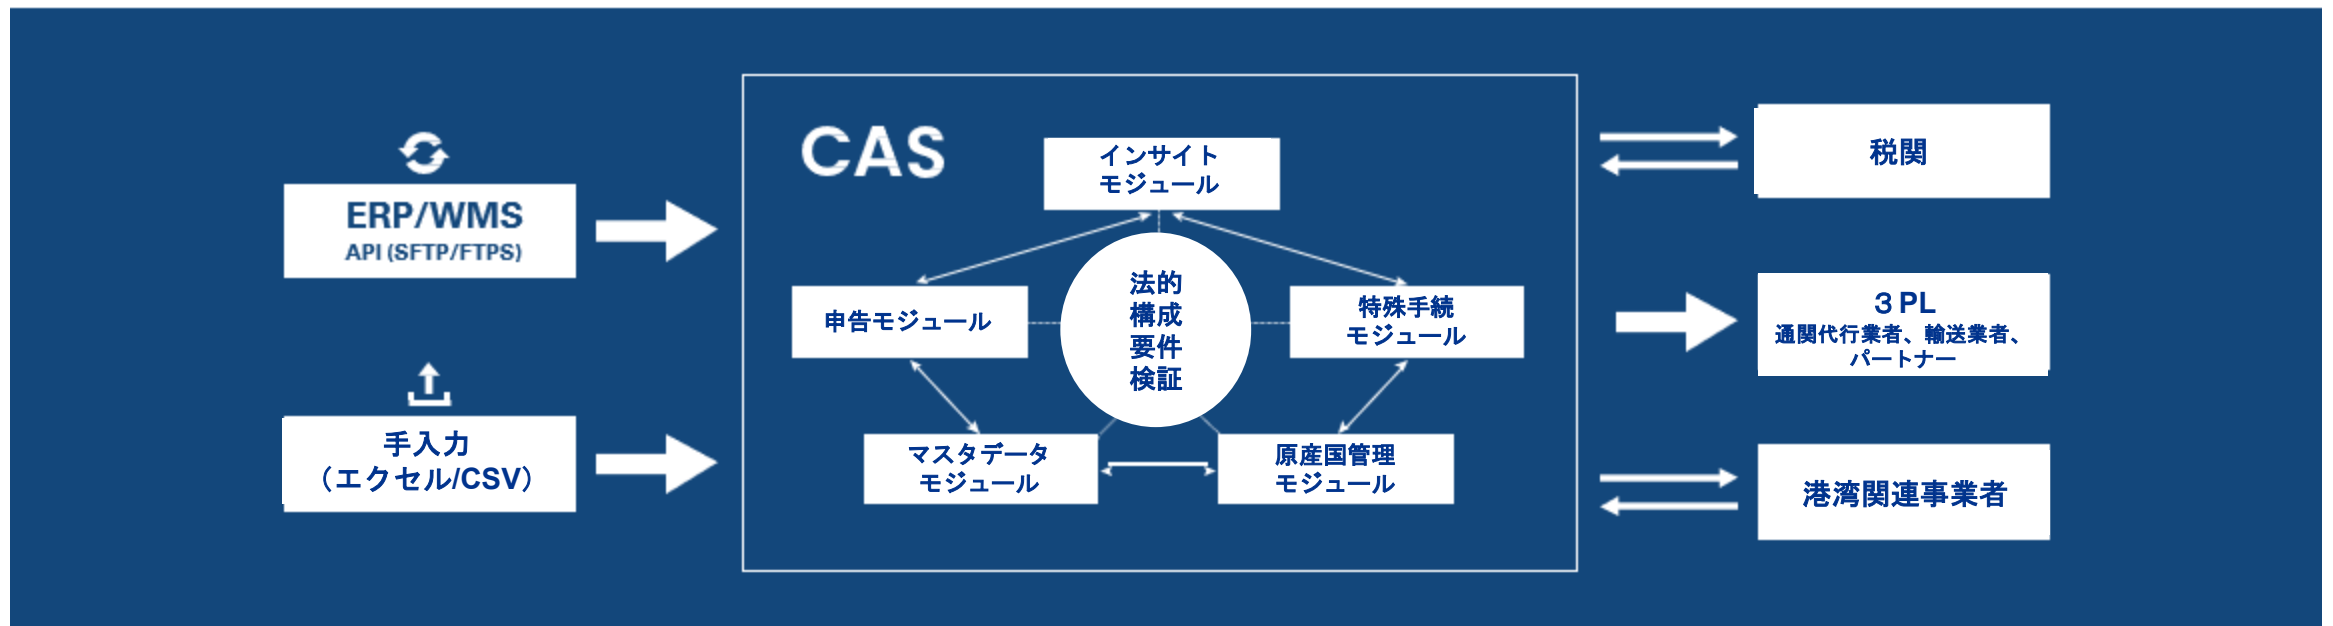 ERP/WMS
API (SFTP/FTPS)
手入力
（エクセル/CSV）
CAS
インサイト
モジュール
申告モジュール
法的
構成
要件
検証
特殊手続
モジュール
マスタデータ
モジュール
原産国管理
モジュール
税関
３PL
通関代行業者、輸送業者、
パートナー
港湾関連事業者